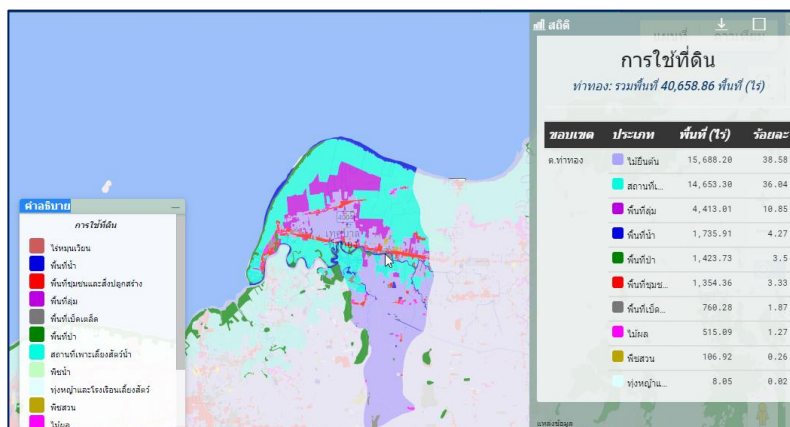 สถิติ
การใช้ที่ดิน
ท่าทอง: รวมพื้นที่ 40,658.86 พื้นที่ (ไร่)
ขอบเขต ประเภท พื้นที่ (ไร่) ร้อยละ
ต.ท่าทอง ไม้ยืนต้น 15,688.20 38.58
สถานที่เ... 14,653.30 36.04
พื้นที่ลุ่ม 4,413.01 10.85
พื้นที่น้ำ 1,735.91 4.27
พื้นที่ป่า 1,423.73 3.5
พื้นที่ชุมช... 1,354.36 3.33
พื้นที่เบ็ด... 760.28 1.87
ไม้ผล 515.09 1.27
พืชสวน 106.92 0.26
ทุ่งหญ้าแ... 8.05 0.02
แหล่งข้อมูล
คำอธิบาย
การใช้ที่ดิน
ไร่หมุนเวียน
พื้นที่น้ำ
พื้นที่ชุมชนและสิ่งปลูกสร้าง
พื้นที่ลุ่ม
พื้นที่เบ็ดเตล็ด
พื้นที่ป่า
สถานที่เพาะเลี้ยงสัตว์น้ำ
พืชน้ำ
ทุ่งหญ้าและโรงเรือนเลี้ยงสัตว์
พืชสวน
ไม้ผล